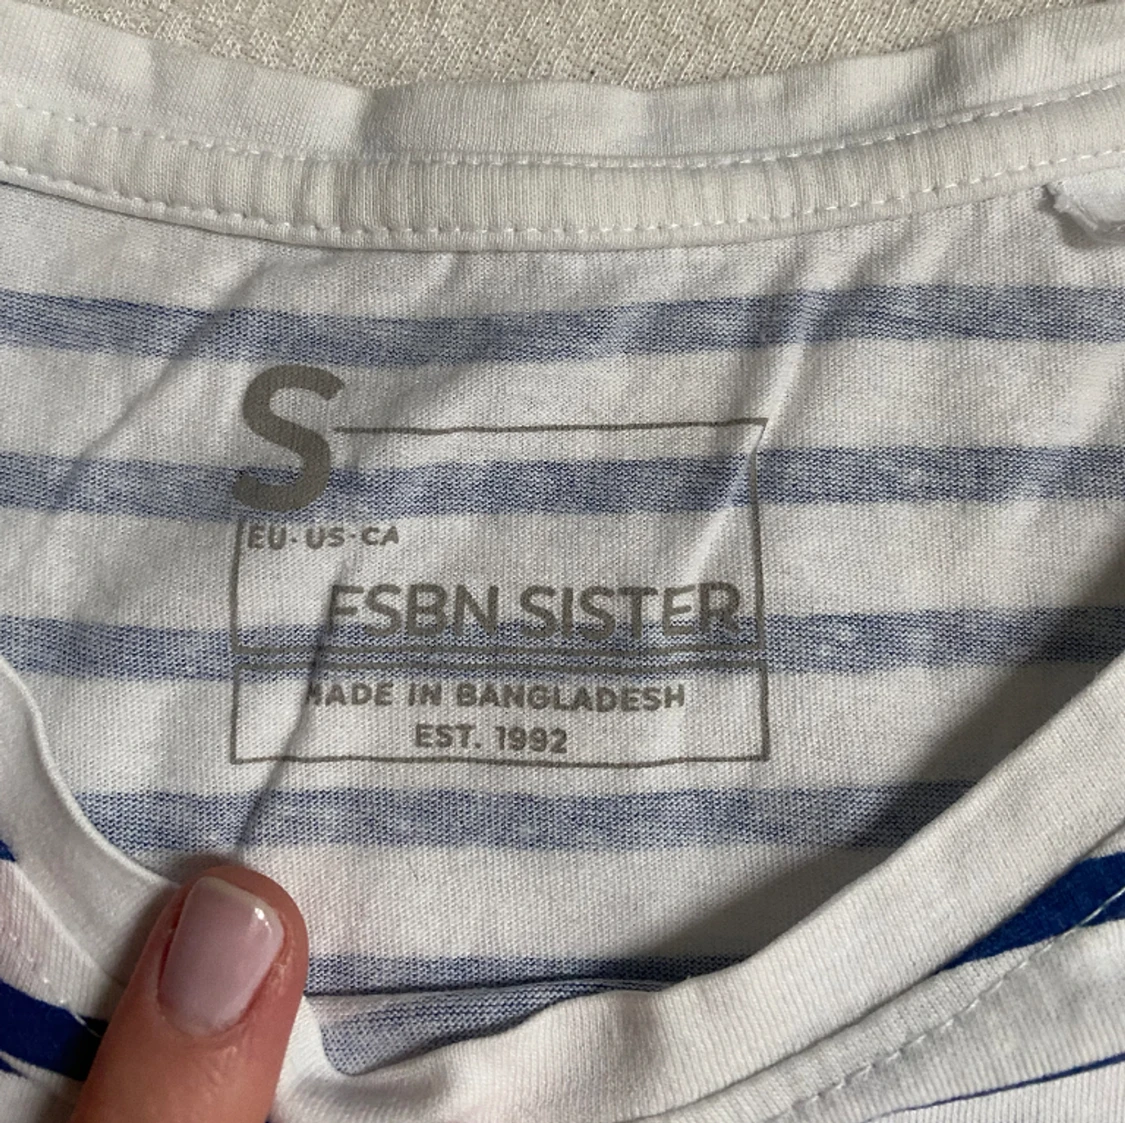 S
EU·US·CA
FSBN SISTER
MADE IN BANGLADESH
EST. 1992